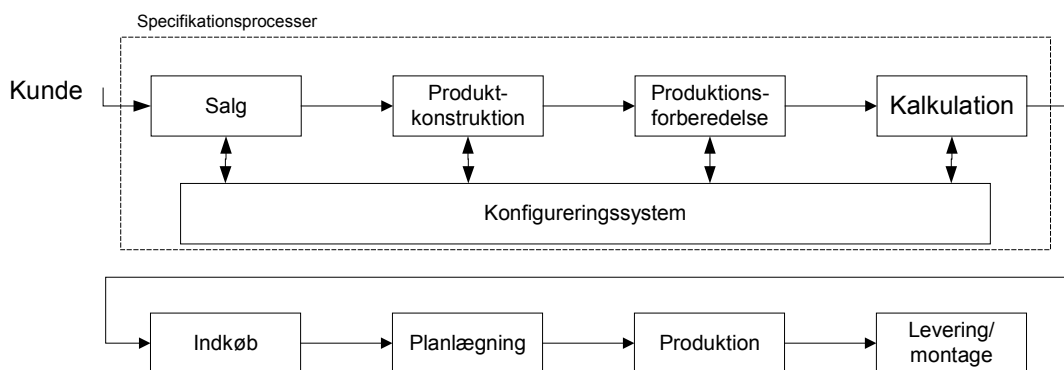 Specifikationsprocesser
Kunde
Salg
Produkt-
konstruktion
Produktions-
forberedelse
Kalkulation
Konfigureringssystem
Indkøb
Planlægning
Produktion
Levering/
montage